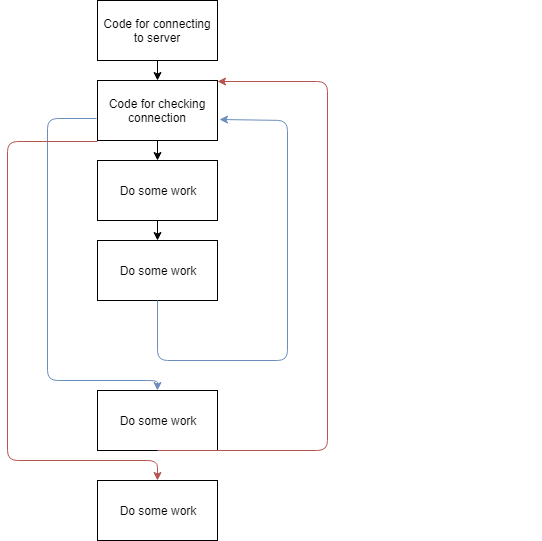 Code for connecting
to server
Code for checking
connection
Do some work
Do some work
Do some work
Do some work